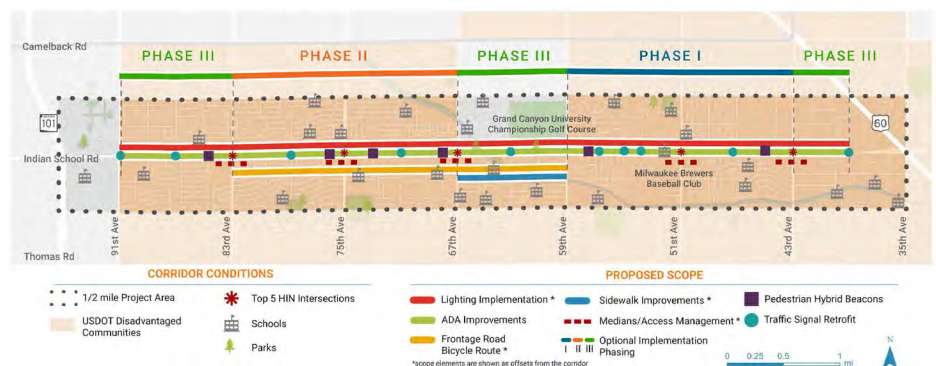 Camelback Rd
PHASE III
PHASE II
PHASE III
PHASE I
PHASE III
101
60
Grand Canyon University
Championship Golf Course
Indian School Rd
Milwaukee Brewers
Baseball Club
91st Ave
83rd Ave
75th Ave
67th Ave
59th Ave
51st Ave
43rd Ave
35th Ave
Thomas Rd
CORRIDOR CONDITIONS
1/2 mile Project Area
Top 5 HIN Intersections
USDOT Disadvantaged
Communities
Schools
Parks
PROPOSED SCOPE
Lighting Implementation *
Sidewalk Improvements *
Pedestrian Hybrid Beacons
ADA Improvements
Medians/Access Management *
Traffic Signal Retrofit
Frontage Road
Bicycle Route *
Optional Implementation
Phasing
I II III
*scope elements are shown as offsets from the corridor
0 0.25 0.5 1
mi
N